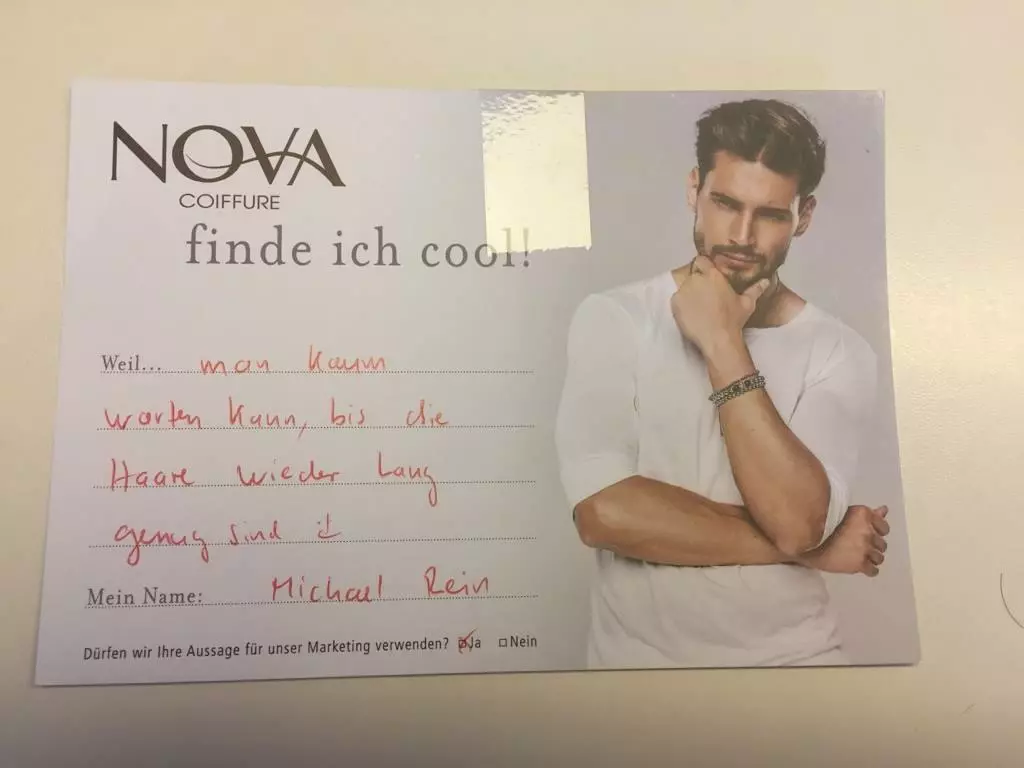 NOVA
COIFFURE
finde ich cool!
Weil... man kaum
warten kann, bis die
Haare wieder lang
genug sind
Mein Name: Michael Rein
Dürfen wir Ihre Aussage für unser Marketing verwenden? ☒Ja ☐Nein